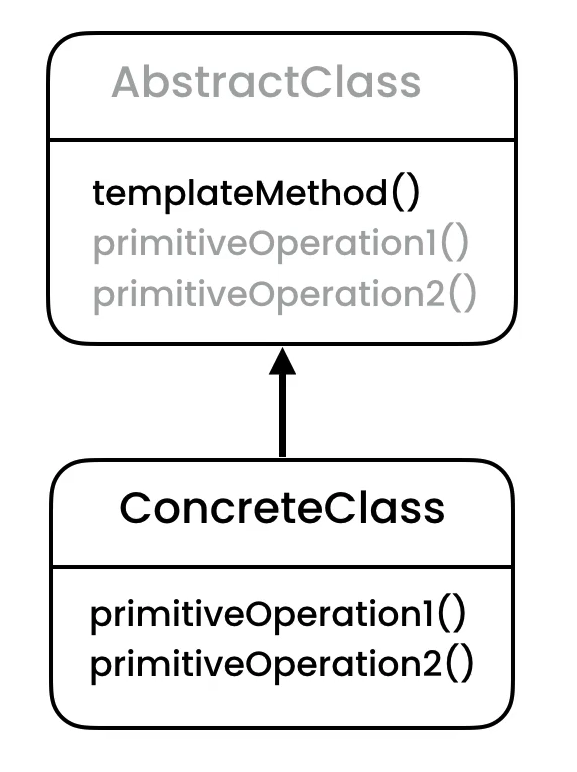 AbstractClass
templateMethod()
primitiveOperation1()
primitiveOperation2()
ConcreteClass
primitiveOperation1()
primitiveOperation2()